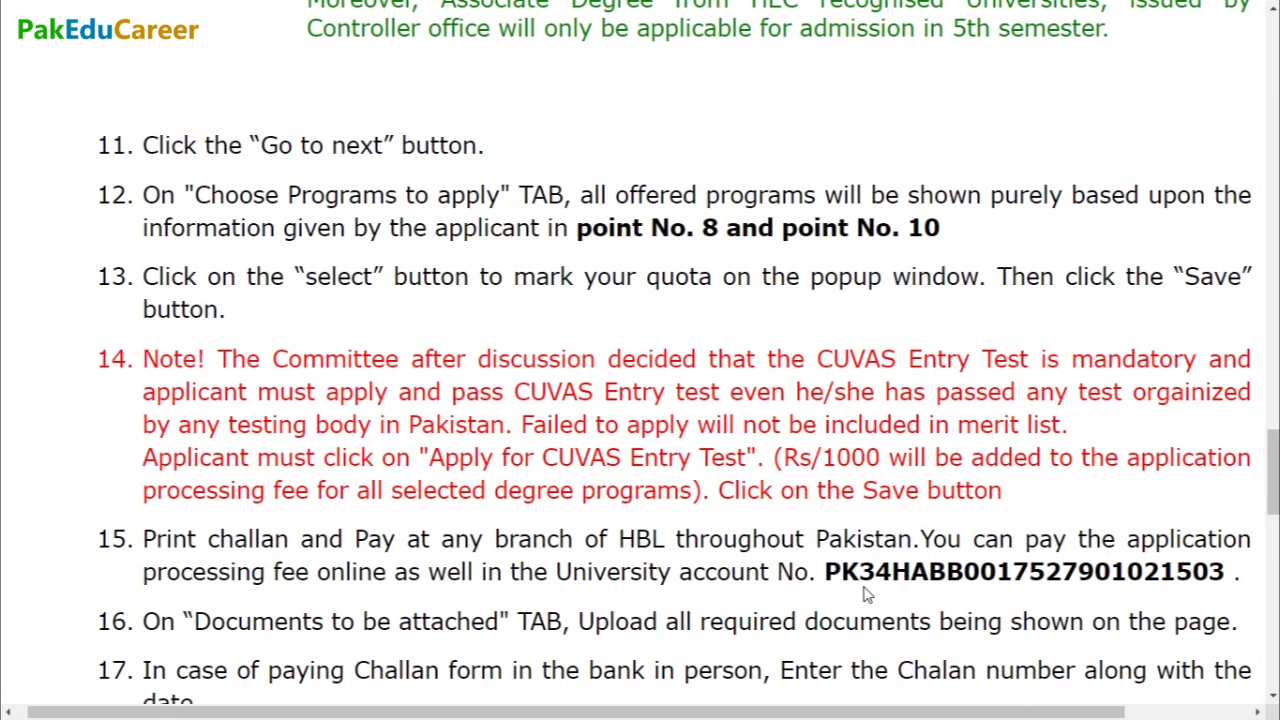 Moreover, Associate Degree from HEC recognised Universities, issued by
PakEduCareer
Controller office will only be applicable for admission in 5th semester.
11. Click the “Go to next” button.
12. On "Choose Programs to apply" TAB, all offered programs will be shown purely based upon the
information given by the applicant in point No. 8 and point No. 10
13. Click on the “select” button to mark your quota on the popup window. Then click the “Save”
button.
14. Note! The Committee after discussion decided that the CUVAS Entry Test is mandatory and
applicant must apply and pass CUVAS Entry test even he/she has passed any test orgainized
by any testing body in Pakistan. Failed to apply will not be included in merit list.
Applicant must click on "Apply for CUVAS Entry Test". (Rs/1000 will be added to the application
processing fee for all selected degree programs). Click on the Save button
15. Print challan and Pay at any branch of HBL throughout Pakistan.You can pay the application
processing fee online as well in the University account No. PK34HABB0017527901021503 .
16. On “Documents to be attached" TAB, Upload all required documents being shown on the page.
17. In case of paying Challan form in the bank in person, Enter the Chalan number along with the
date